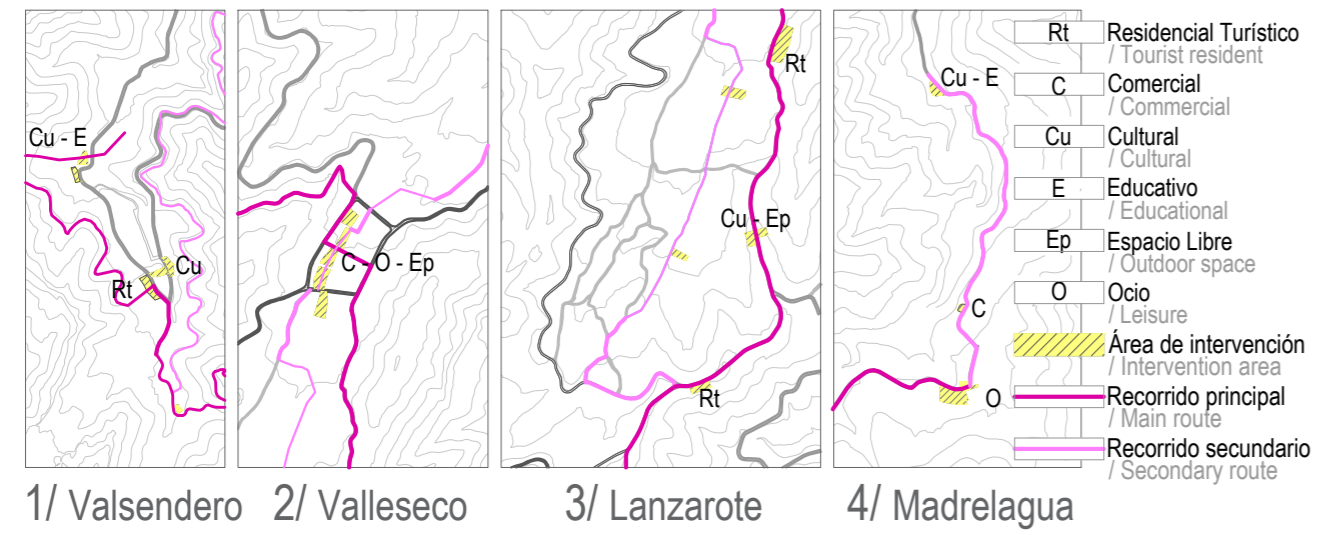 Cu - E
Cu
Rt
1/ Valsendero
C - O - Ep
2/ Valleseco
Rt
Cu - Ep
Rt
3/ Lanzarote
Cu - E
C
O
4/ Madrelagua
Rt Residencial Turístico
/ Tourist resident
C Comercial
/ Commercial
Cu Cultural
/ Cultural
E Educativo
/ Educational
Ep Espacio Libre
/ Outdoor space
O Ocio
/ Leisure
Área de intervención
/ Intervention area
Recorrido principal
/ Main route
Recorrido secundario
/ Secondary route